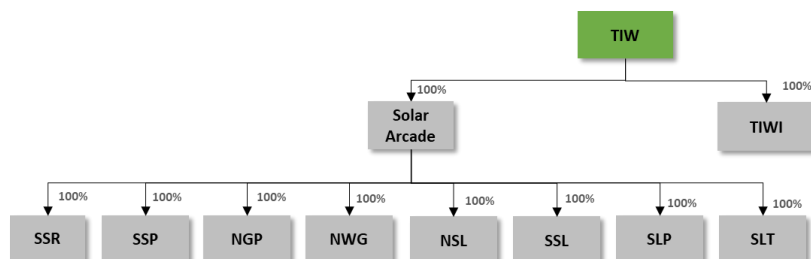 TIW
100%
100%
Solar
Arcade
TIWI
100%
100%
100%
100%
100%
100%
100%
100%
SSR
SSP
NGP
NWG
NSL
SSL
SLP
SLT